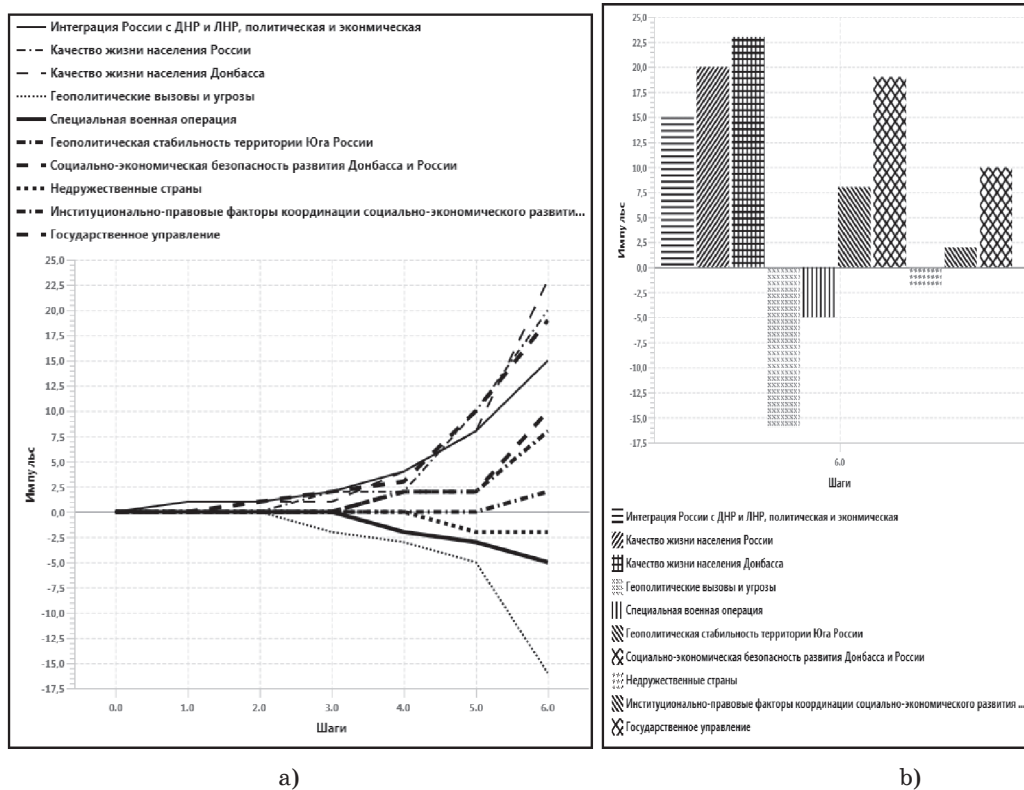 Интеграция России с ДНР и ЛНР, политическая и экнмическая
Качество жизни населения России
Качество жизни населения Донбасса
Геополитические вызовы и угрозы
Специальная военная операция
Геополитическая стабильность территории Юга России
Социально-экономическая безопасность развития Донбасса и России
Недружественные страны
Институционально-правовые факторы координации социально-экономического развити...
Государственное управление
25,0
22,5
20,0
17,5
15,0
12,5
10,0
7,5
5,0
2,5
0,0
-2,5
-5,0
-7,5
-10,0
-12,5
-15,0
-17,5
Импульс
0.0 1.0 2.0 3.0 4.0 5.0 6.0
Шаги
a)
25,0
22,5
20,0
17,5
15,0
12,5
10,0
7,5
5,0
2,5
0,0
-2,5
-5,0
-7,5
-10,0
-12,5
-15,0
-17,5
Импульс
6.0
Шаги
Интеграция России с ДНР и ЛНР, политическая и экнмическая
Качество жизни населения России
Качество жизни населения Донбасса
Геополитические вызовы и угрозы
Специальная военная операция
Геополитическая стабильность территории Юга России
Социально-экономическая безопасность развития Донбасса и России
Недружественные страны
Институционально-правовые факторы координации социально-экономического развития ...
Государственное управление
b)